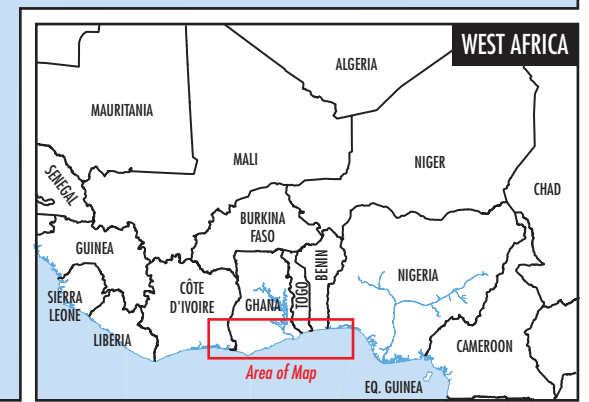 WEST AFRICA
ALGERIA
MAURITANIA
MALI
NIGER
CHAD
SENEGAL
BURKINA
FASO
GUINEA
BENIN
NIGERIA
CÔTE
D'IVOIRE
GHANA
TOGO
SIERRA
LEONE
LIBERIA
CAMEROON
Area of Map
EQ. GUINEA